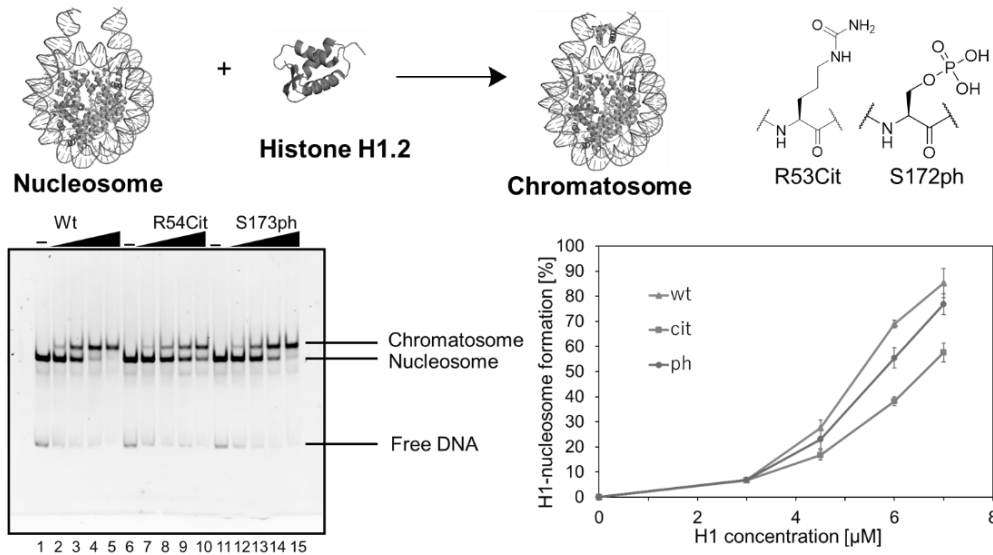 Nucleosome
+
Histone H1.2
Chromatosome
O
NH2
NH
N
H
O
R53Cit
O
P
OH
O
OH
N
H
O
S172ph
Wt
R54Cit
S173ph
– – –
Chromatosome
Nucleosome
Free DNA
1 2 3 4 5 6 7 8 9 10 11 12 13 14 15
H1-nucleosome formation [%]
100
90
80
70
60
50
40
30
20
10
0
wt
cit
ph
0 2 4 6 8
H1 concentration [µM]